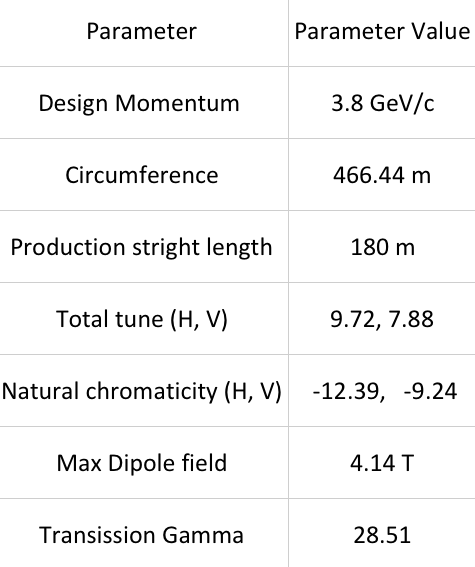 Parameter Parameter Value
Design Momentum 3.8 GeV/c
Circumference 466.44 m
Production stright length 180 m
Total tune (H, V) 9.72, 7.88
Natural chromaticity (H, V) -12.39, -9.24
Max Dipole field 4.14 T
Transission Gamma 28.51